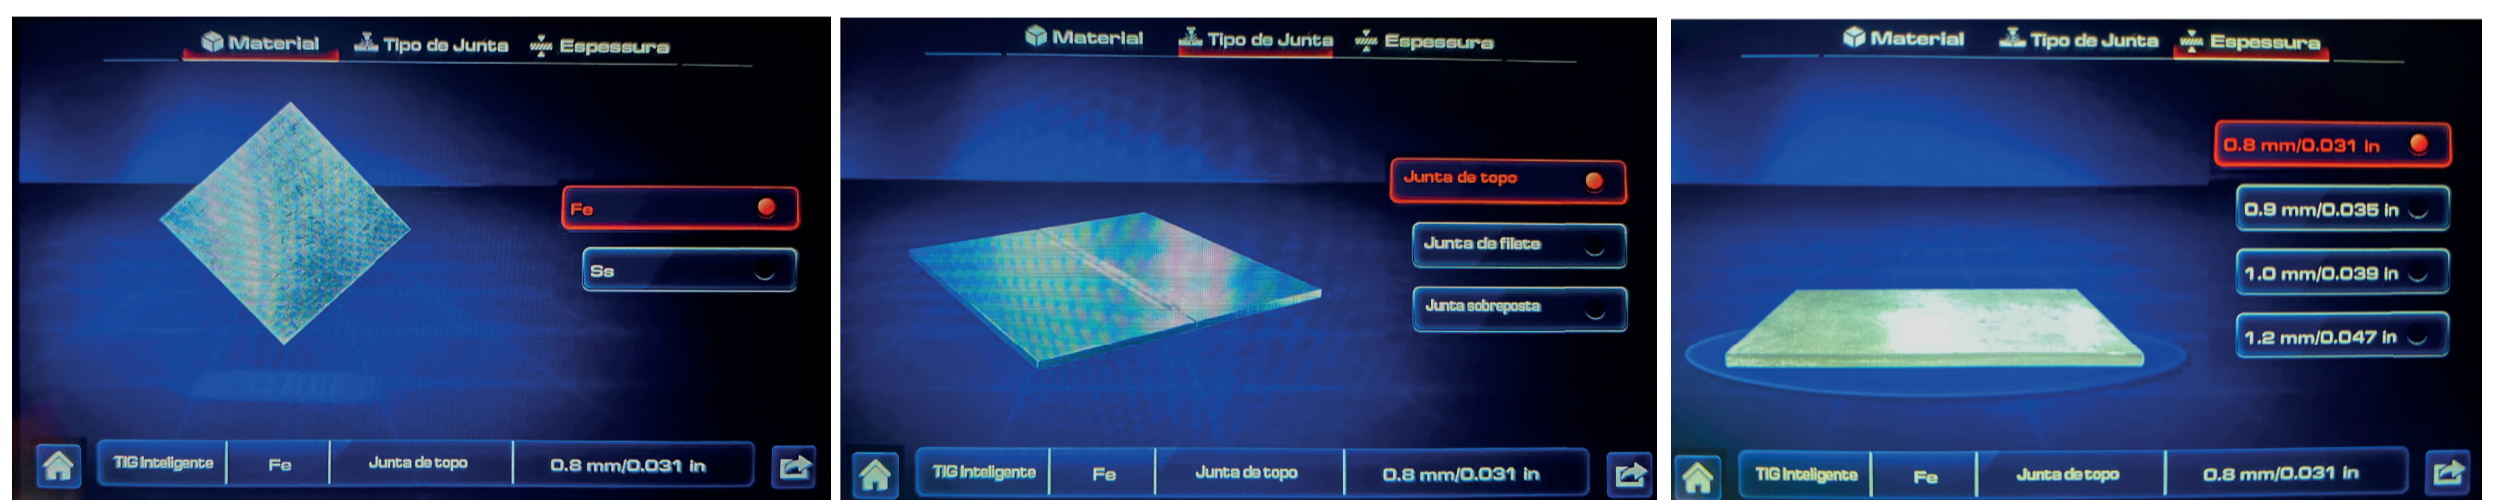 Material Tipo de Junta Espessura
Fe
Ss
TIG Inteligente Fe Junta de topo 0.8 mm/0.031 in
Material Tipo de Junta Espessura
Junta de topo
Junta de filete
Junta sobreposta
TIG Inteligente Fe Junta de topo 0.8 mm/0.031 in
Material Tipo de Junta Espessura
0.8 mm/0.031 in
0.9 mm/0.035 in
1.0 mm/0.039 in
1.2 mm/0.047 in
TIG Inteligente Fe Junta de topo 0.8 mm/0.031 in